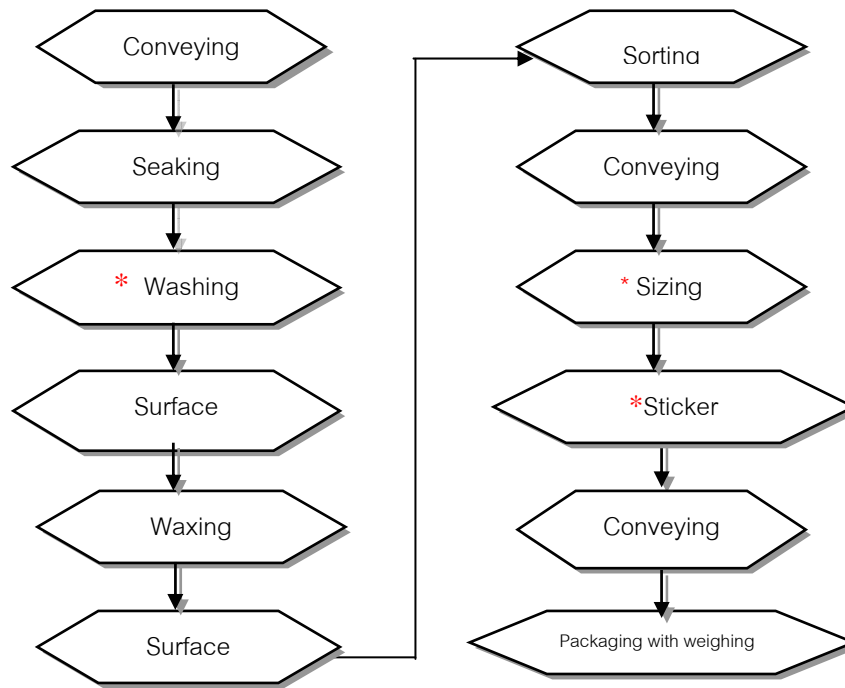 Conveying
Seaking
* Washing
Surface
Waxing
Surface
Sorting
Conveying
* Sizing
*Sticker
Conveying
Packaging with weighing